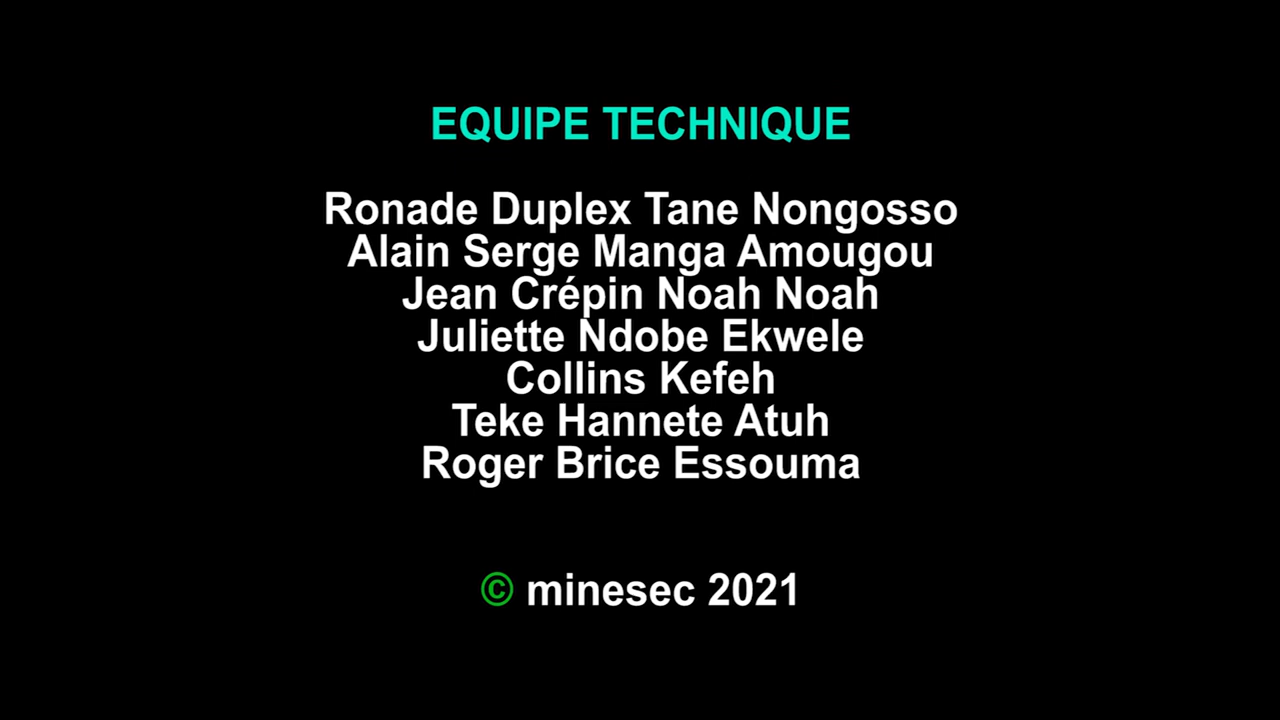 EQUIPE TECHNIQUE
Ronade Duplex Tane Nongosso
Alain Serge Manga Amougou
Jean Crépin Noah Noah
Juliette Ndobe Ekwele
Collins Kefeh
Teke Hannete Atuh
Roger Brice Essouma
© minesec 2021